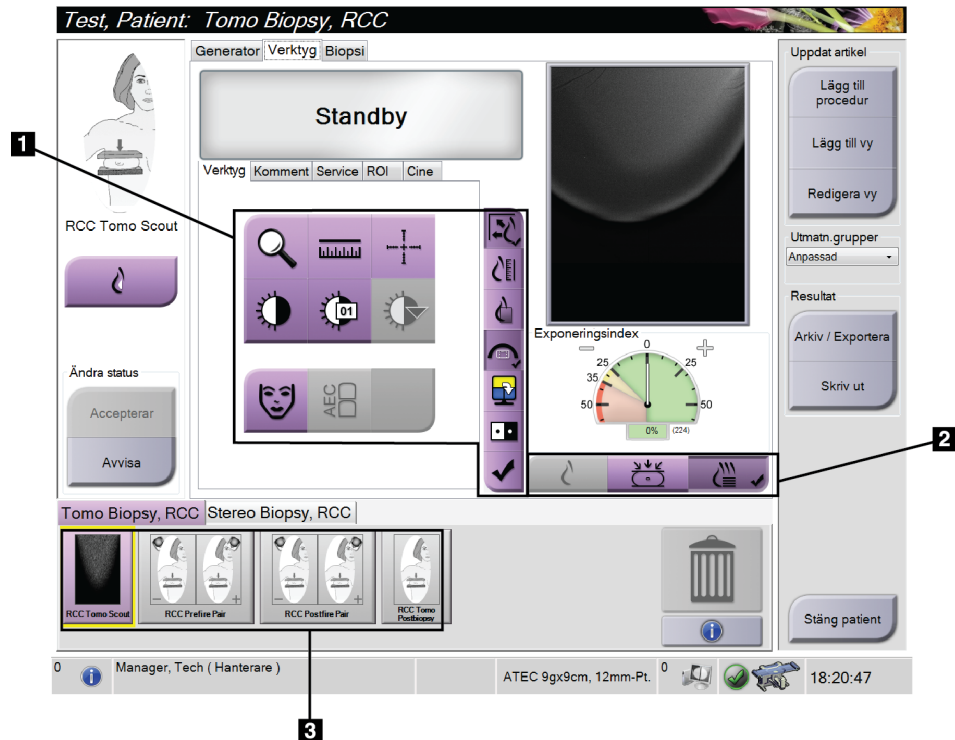 Test, Patient: Tomo Biopsy, RCC
Generator Verktyg Biopsi
Standby
Verktyg Komment Service ROI Cine
1
RCC Tomo Scout
01
AEC
Ändra status
Accepterar
Avvisa
Exponeringsindex
0
25 25
35
50 50
0% (224)
2
Uppdat artikel
Lägg till
procedur
Lägg till vy
Redigera vy
Utmatn.grupper
Anpassad
Resultat
Arkiv / Exportera
Skriv ut
Stäng patient
Tomo Biopsy, RCC Stereo Biopsy, RCC
RCC Tomo Scout
RCC Prefire Pair
RCC Postfire Pair
RCC Tomo
Postbiopsy
0 Manager, Tech ( Hanterare ) ATEC 9gx9cm, 12mm-Pt. 0 18:20:47
3